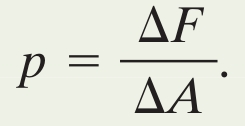 p = ΔF / ΔA.